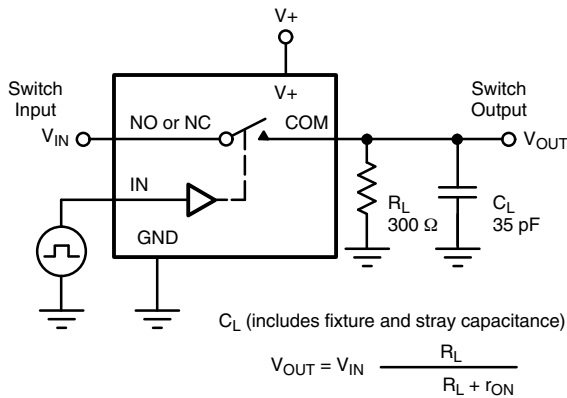 V+
V+
Switch
Input
Switch
Output
VIN
NO or NC
COM
VOUT
IN
RL
300 Ω
CL
35 pF
GND
CL (includes fixture and stray capacitance)
VOUT = VIN RL
RL + rON